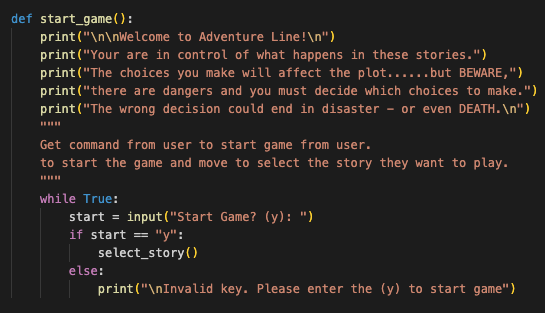 def start_game():
    print("\n\nWelcome to Adventure Line!\n")
    print("Your are in control of what happens in these stories.")
    print("The choices you make will affect the plot......but BEWARE,")
    print("there are dangers and you must decide which choices to make.")
    print("The wrong decision could end in disaster – or even DEATH.\n")
    """
    Get command from user to start game from user.
    to start the game and move to select the story they want to play.
    """
    while True:
        start = input("Start Game? (y): ")
        if start == "y":
            select_story()
        else:
            print("\nInvalid key. Please enter the (y) to start game")